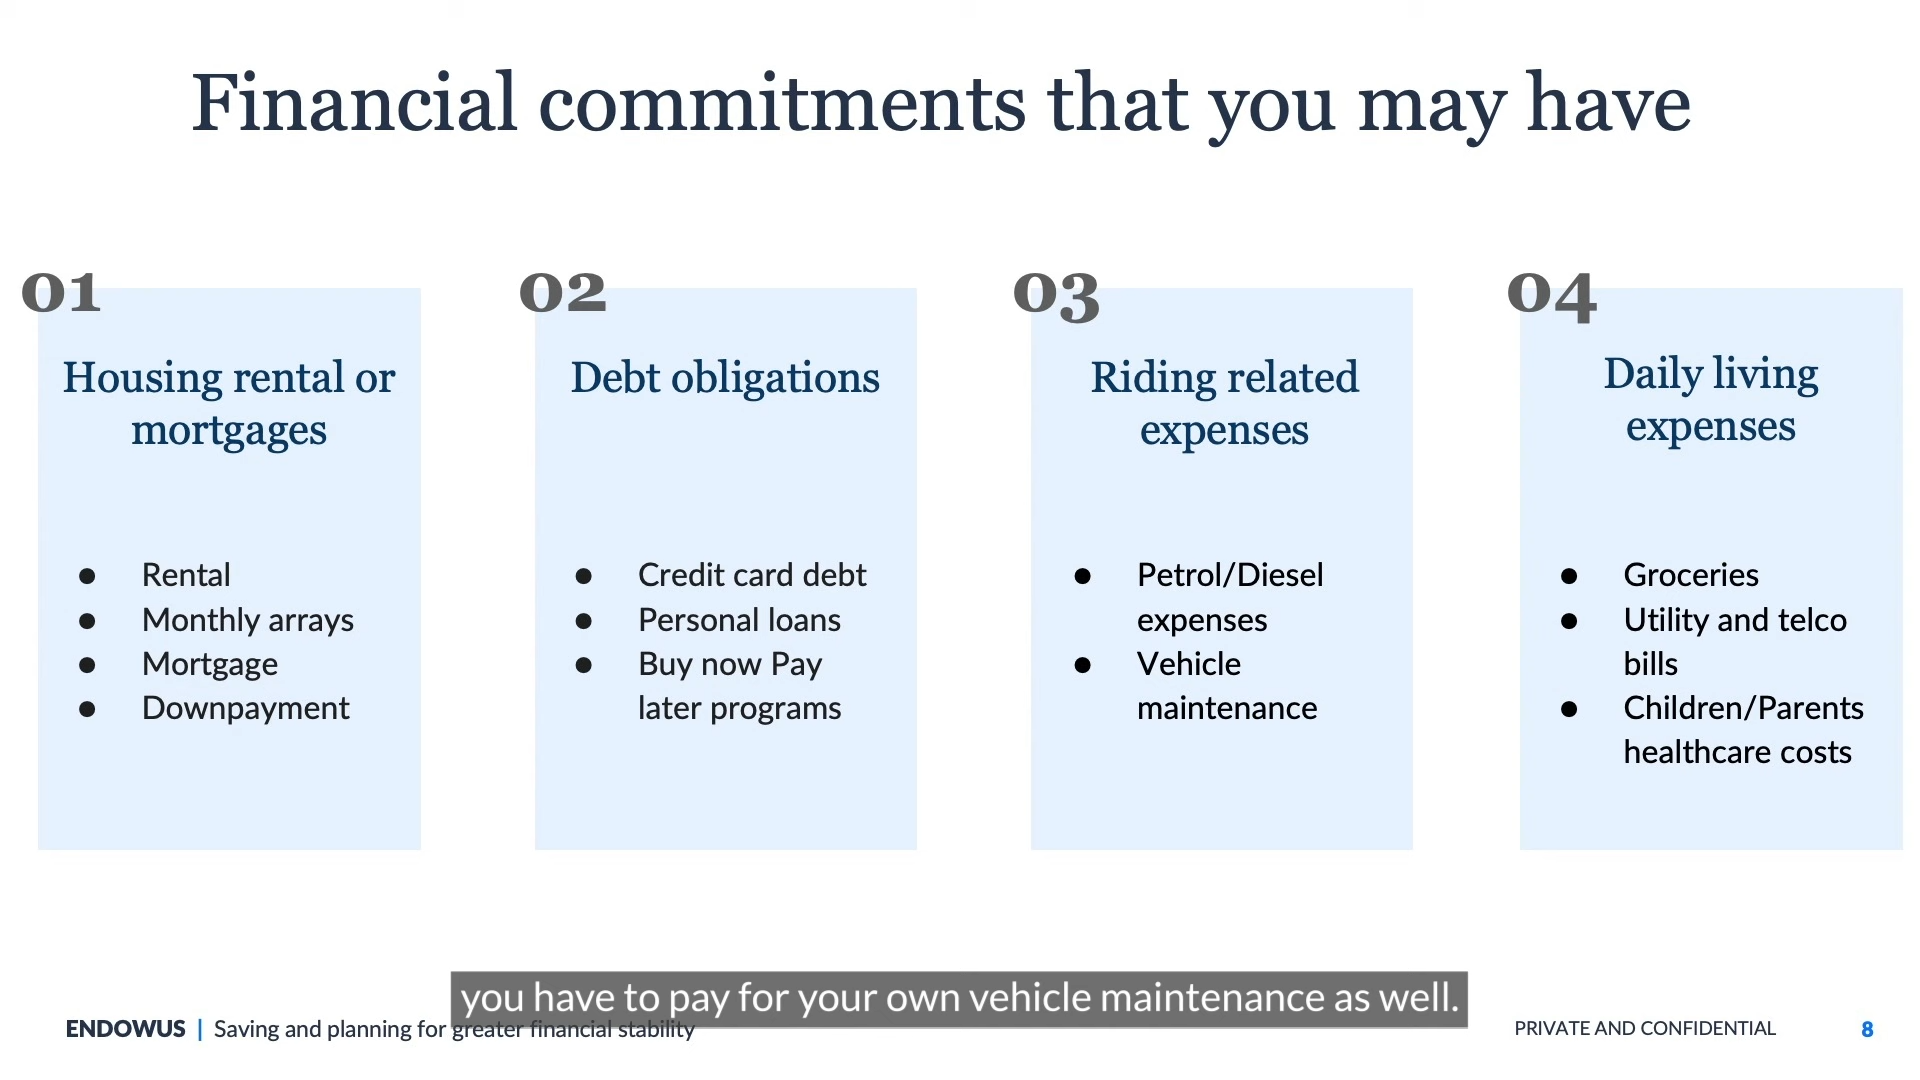 Financial commitments that you may have
01
Housing rental or
mortgages
● Rental
● Monthly arrays
● Mortgage
● Downpayment
02
Debt obligations
● Credit card debt
● Personal loans
● Buy now Pay
later programs
03
Riding related
expenses
● Petrol/Diesel
expenses
● Vehicle
maintenance
04
Daily living
expenses
● Groceries
● Utility and telco
bills
● Children/Parents
healthcare costs
you have to pay for your own vehicle maintenance as well.
ENDOWUS | Saving and planning for greater financial stability
PRIVATE AND CONFIDENTIAL 8